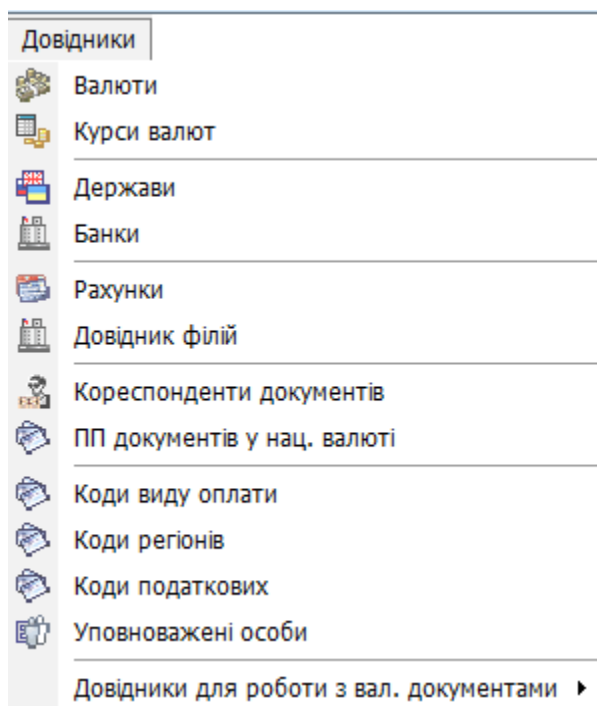 Довідники
Валюти
Курси валют
Держави
Банки
Рахунки
Довідник філій
Кореспонденти документів
ПП документів у нац. валюті
Коди виду оплати
Коди регіонів
Коди податкових
Уповноважені особи
Довідники для роботи з вал. документами